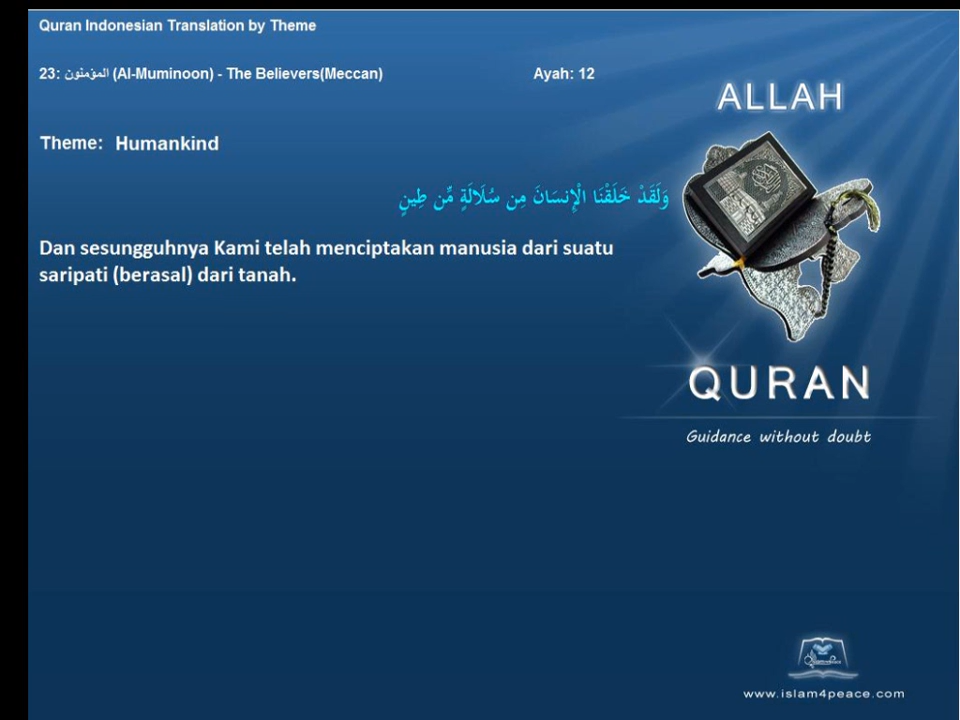 Quran Indonesian Translation by Theme
23: المؤمنون (Al-Muminoon) - The Believers(Meccan) Ayah: 12
ALLAH
Theme: Humankind
وَلَقَدْ خَلَقْنَا الْإِنسَانَ مِن سُلَالَةٍ مِّن طِينٍ
Dan sesungguhnya Kami telah menciptakan manusia dari suatu
saripati (berasal) dari tanah.
QURAN
Guidance without doubt
www.islam4peace.com